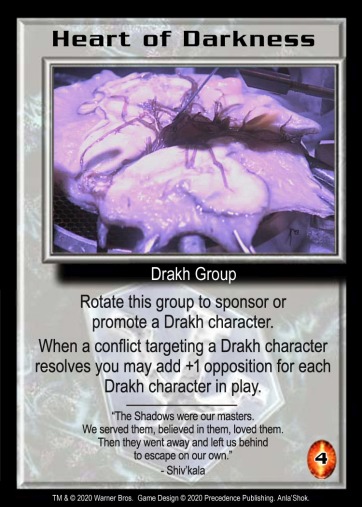 Heart of Darkness
Drakh Group
Rotate this group to sponsor or
promote a Drakh character.
When a conflict targeting a Drakh character
resolves you may add +1 opposition for each
Drakh character in play.
"The Shadows were our masters.
We served them, believed in them, loved them.
Then they went away and left us behind
to escape on our own."
- Shiv'kala
4
TM & © 2020 Warner Bros. Game Design © 2020 Precedence Publishing. Anla'Shok.